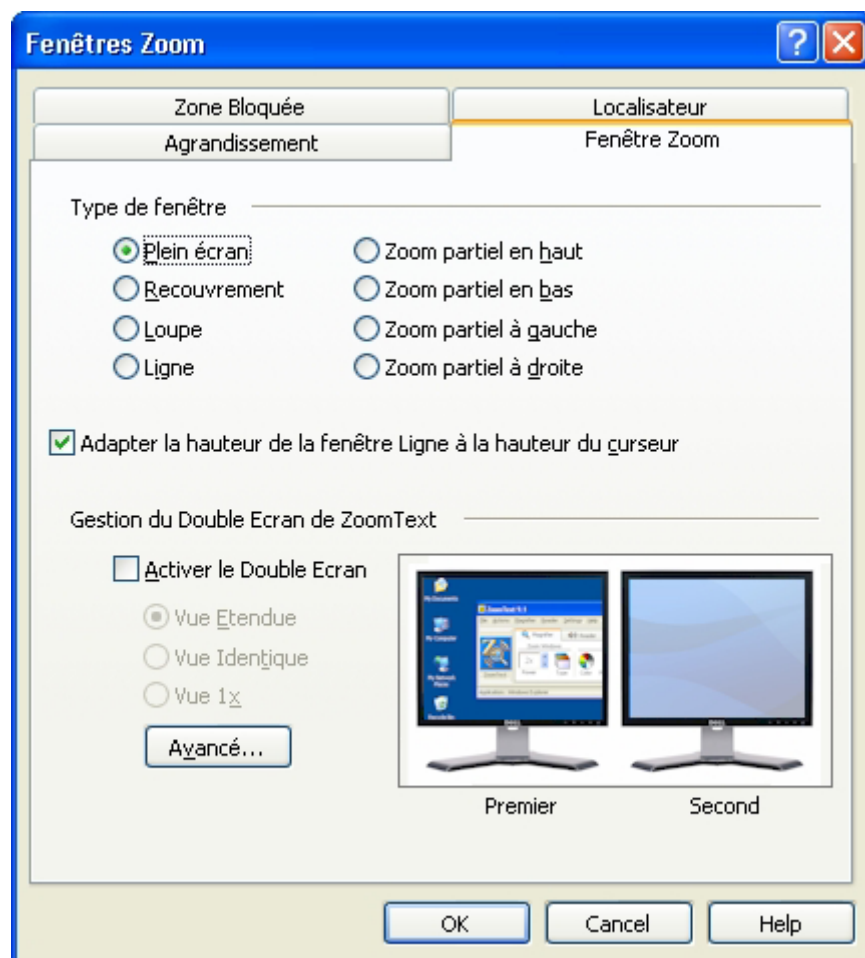 Fenêtres Zoom
Zone Bloquée Localisateur
Agrandissement Fenêtre Zoom
Type de fenêtre
Plein écran Zoom partiel en haut
Recouvrement Zoom partiel en bas
Loupe Zoom partiel à gauche
Ligne Zoom partiel à droite
Adapter la hauteur de la fenêtre Ligne à la hauteur du curseur
Gestion du Double Ecran de ZoomText
Activer le Double Ecran
Vue Etendue
Vue Identique
Vue 1x
Avancé...
Premier Second
OK Cancel Help